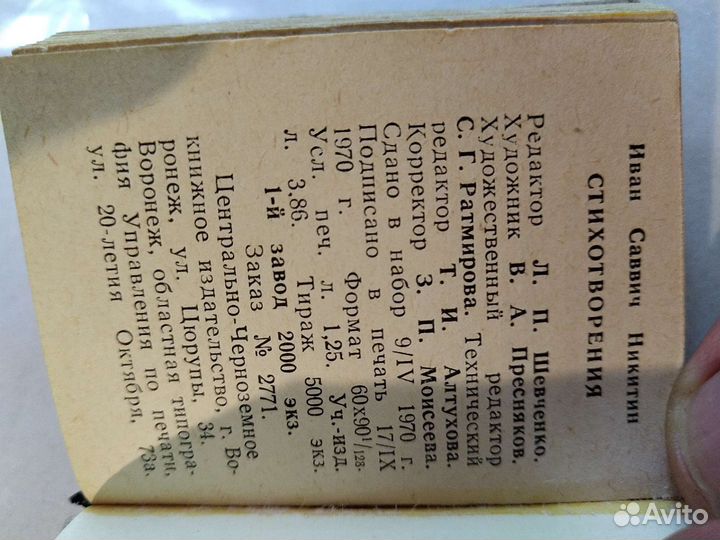 Иван Саввич Никитин
СТИХОТВОРЕНИЯ
Редактор Л. П. Шевченко.
Художник В. А. Пресняков.
Художественный редактор
С. Г. Ратмирова. Технический
редактор Т. И. Алтухова.
Корректор З. П. Моисеева.
Сдано в набор 9/IV 1970 г.
Подписано в печать 17/IX
1970 г. Формат 60х90¹/₁₂₈.
Усл. печ. л. 1,25. Уч.-изд.
л. 3,86. Тираж 5000 экз.
1-й завод 2000 экз.
Заказ № 2771.
Центрально-Черноземное
книжное издательство, г. Во-
ронеж, ул. Цюрупы, 34.
Воронеж, областная типогра-
фия Управления по печати,
ул. 20-летия Октября, 73а.
Avito